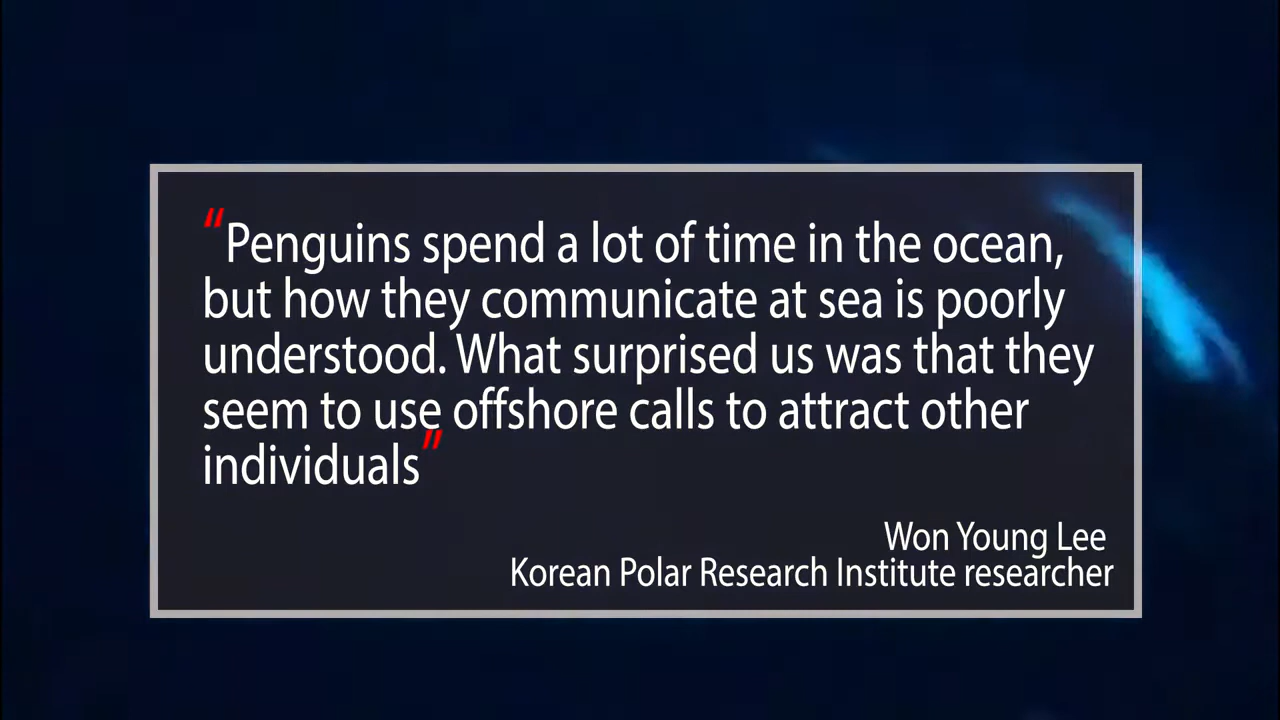 “Penguins spend a lot of time in the ocean,
but how they communicate at sea is poorly
understood. What surprised us was that they
seem to use offshore calls to attract other
individuals”
Won Young Lee
Korean Polar Research Institute researcher